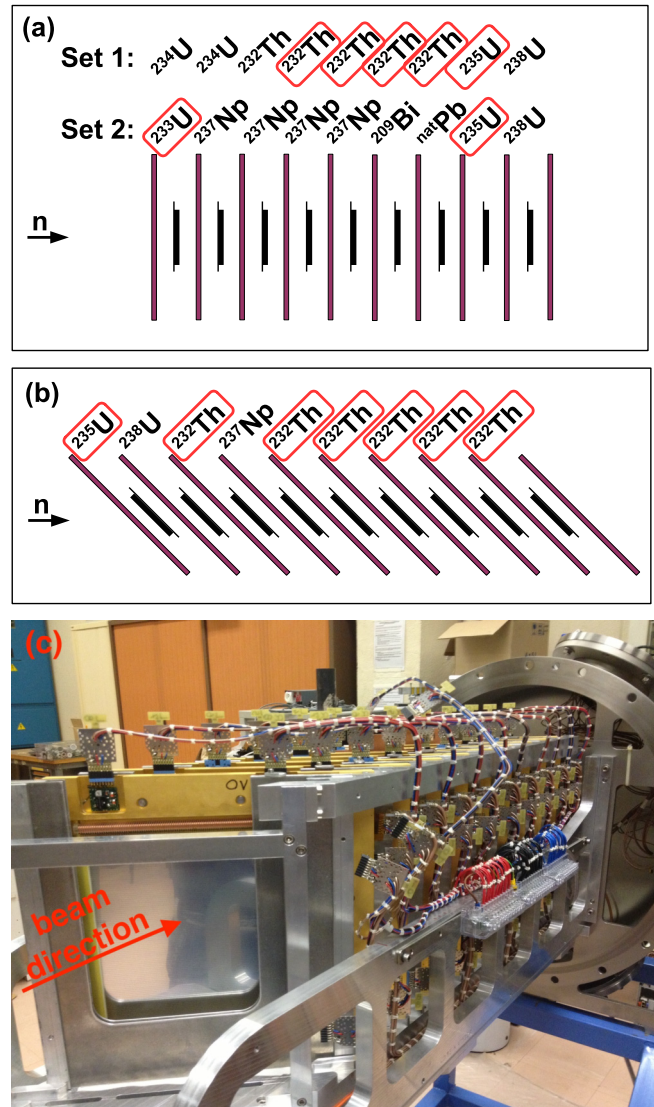 (a)
Set 1: ²³⁴U ²³⁴U ²³²Th ²³²Th ²³²Th ²³²Th ²³²Th ²³⁵U ²³⁸U
Set 2: ²³³U ²³⁷Np ²³⁷Np ²³⁷Np ²³⁷Np ²⁰⁹Bi ⁿᵃᵗPb ²³⁵U ²³⁸U
n
(b)
²³⁵U ²³⁸U ²³²Th ²³⁷Np ²³²Th ²³²Th ²³²Th ²³²Th ²³²Th
n
(c)
OV
beam
direction